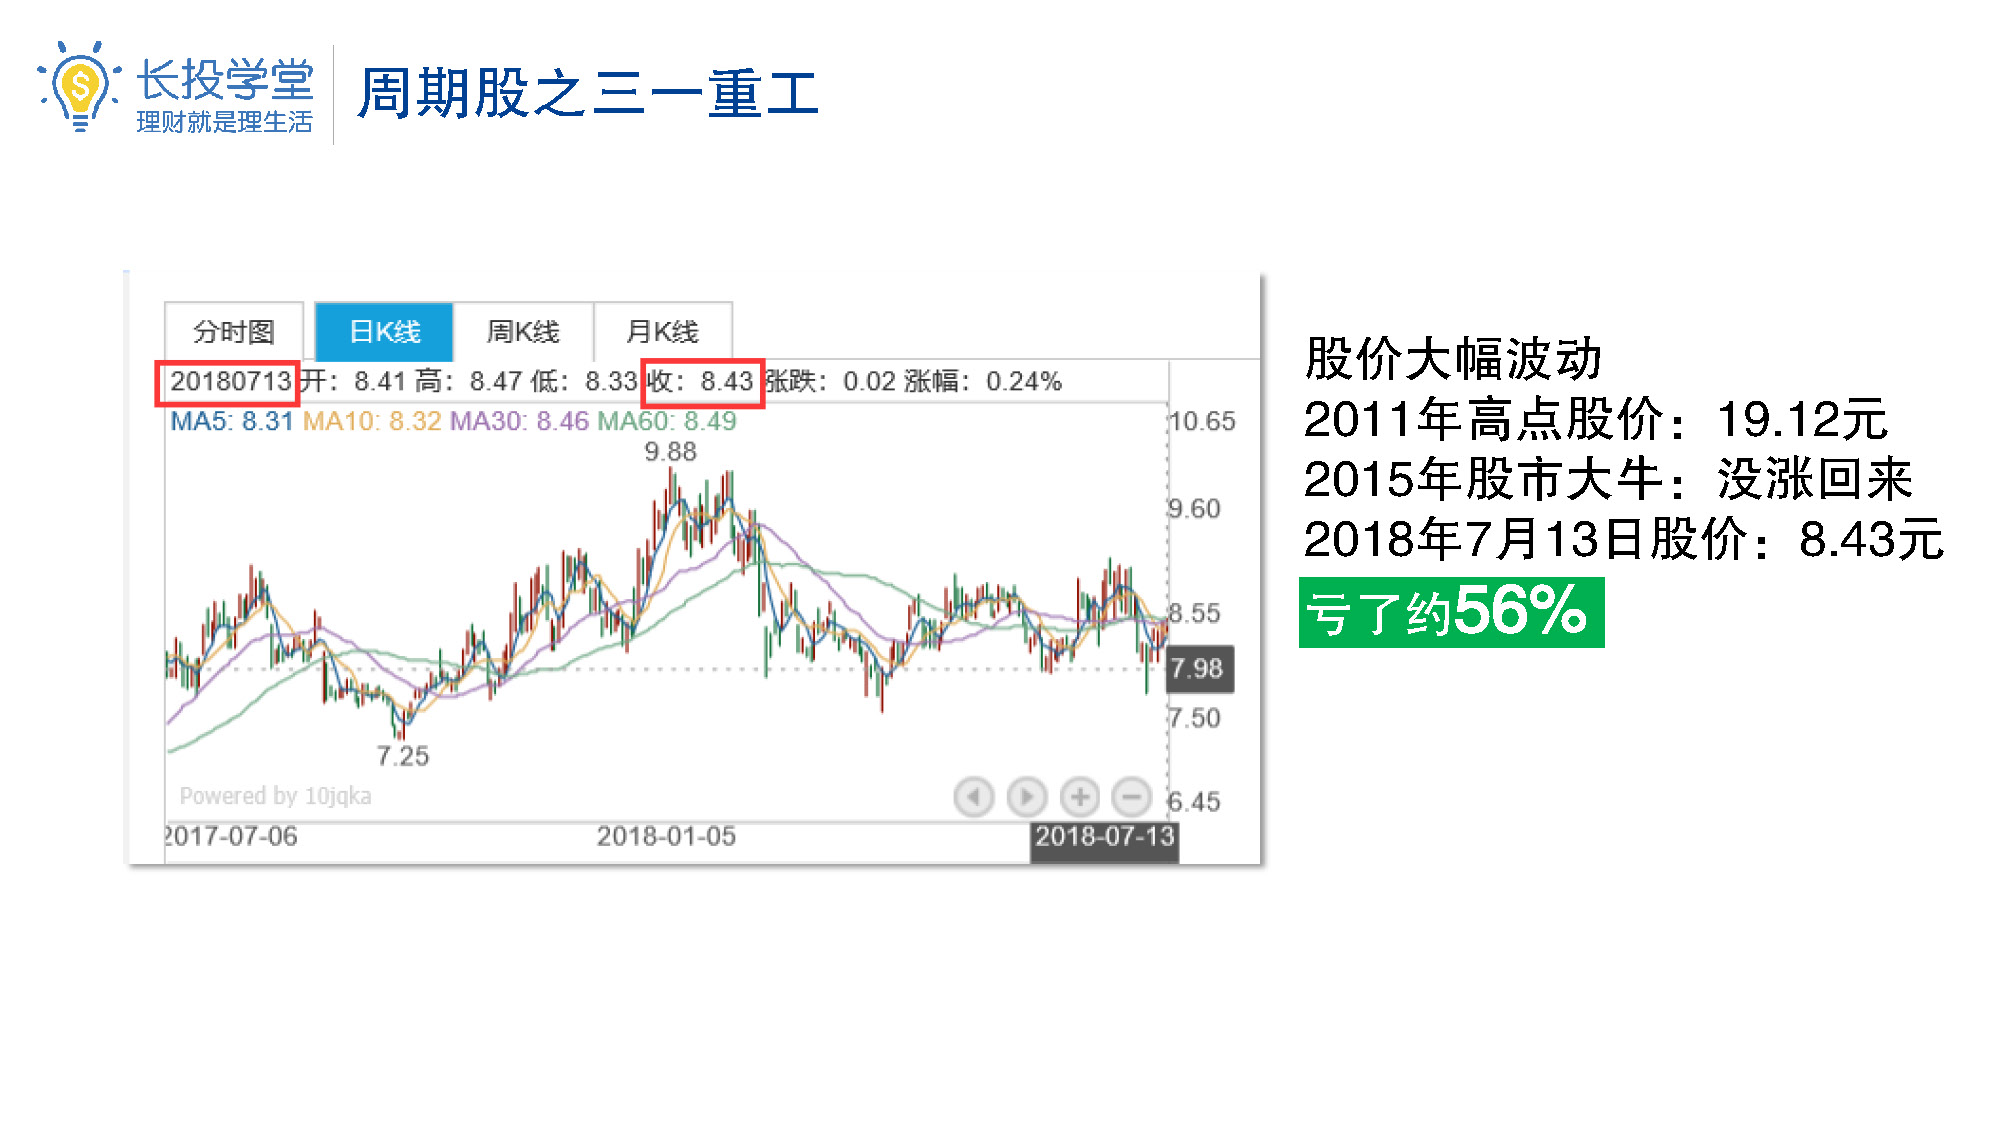 长投学堂
理财就是理生活
周期股之三一重工
分时图 日K线 周K线 月K线
20180713 开：8.41 高：8.47 低：8.33 收：8.43 涨跌：0.02 涨幅：0.24%
MA5: 8.31 MA10: 8.32 MA30: 8.46 MA60: 8.49
10.65
9.88
9.60
8.55
7.98
7.50
7.25
6.45
Powered by 10jqka
2017-07-06 2018-01-05 2018-07-13
股价大幅波动
2011年高点股价：19.12元
2015年股市大牛：没涨回来
2018年7月13日股价：8.43元
亏了约56%